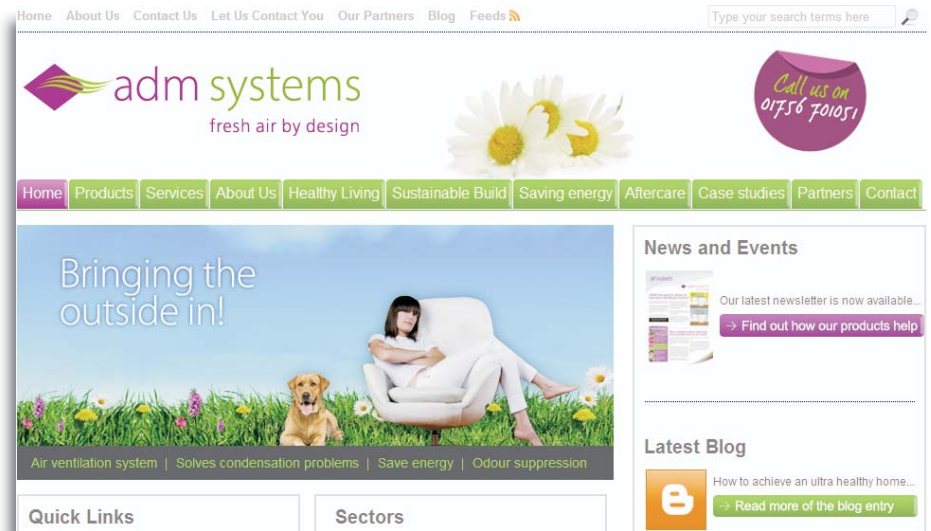 Home About Us Contact Us Let Us Contact You Our Partners Blog Feeds
Type your search terms here
adm systems
fresh air by design
Call us on
01756 701051
Home Products Services About Us Healthy Living Sustainable Build Saving energy Aftercare Case studies Partners Contact
Bringing the
outside in!
Air ventilation system | Solves condensation problems | Save energy | Odour suppression
News and Events
Our latest newsletter is now available...
→ Find out how our products help
Latest Blog
How to achieve an ultra healthy home...
→ Read more of the blog entry
Quick Links
Sectors